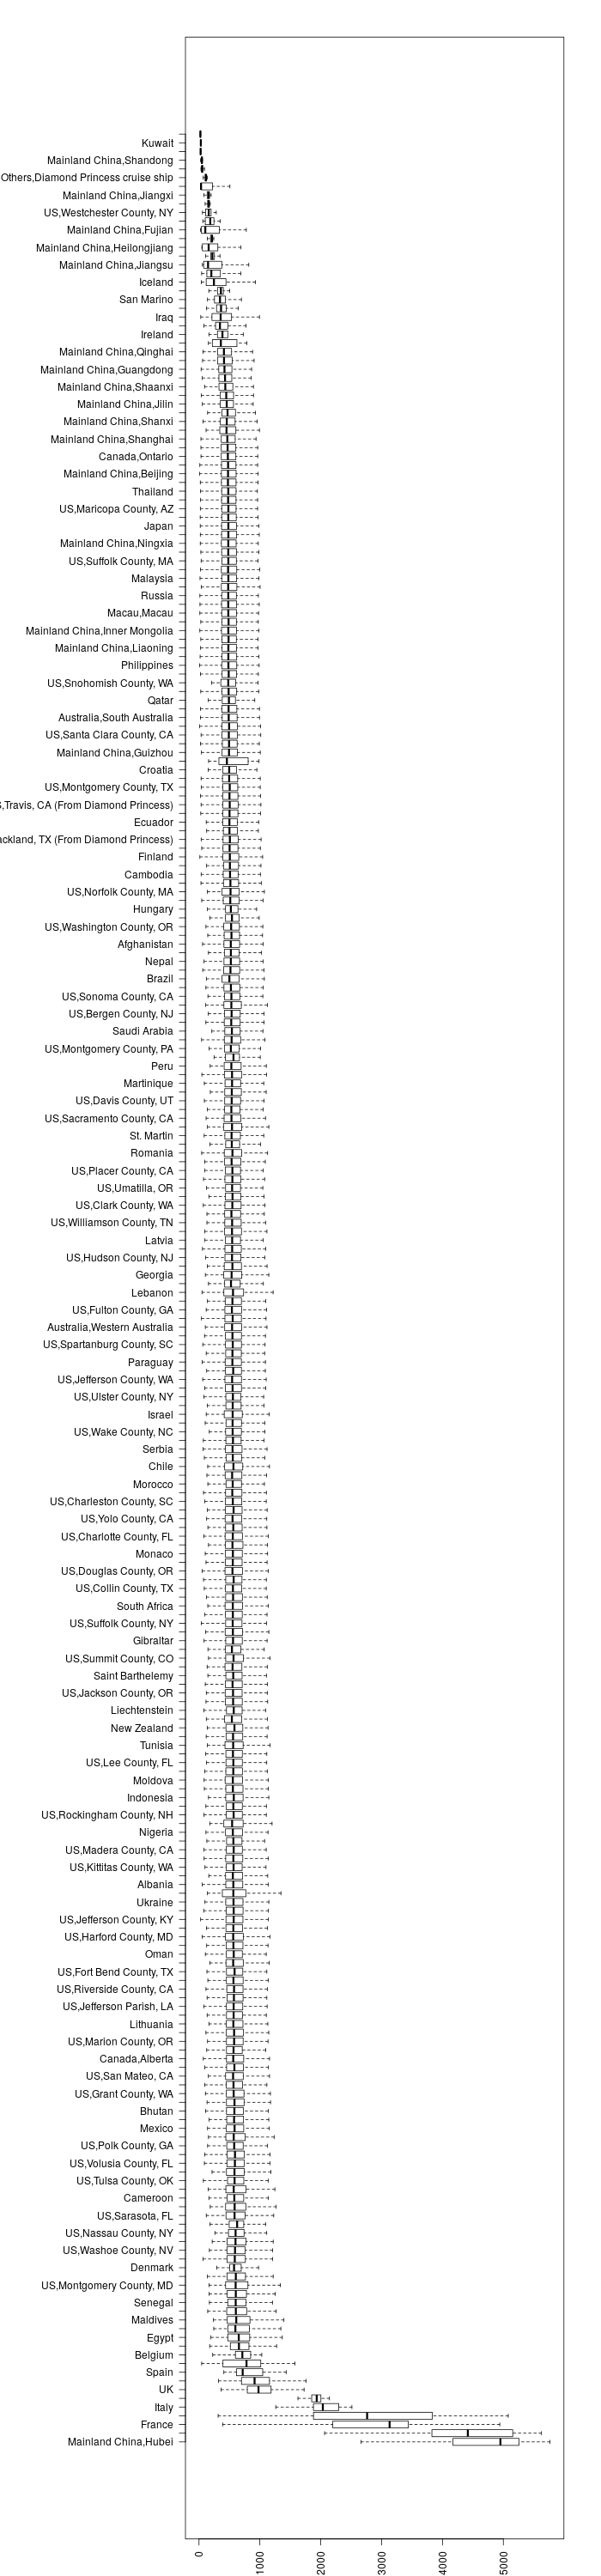 Kuwait
Mainland China,Shandong
Others,Diamond Princess cruise ship
Mainland China,Jiangxi
US,Westchester County, NY
Mainland China,Fujian
Mainland China,Heilongjiang
Mainland China,Jiangsu
Iceland
San Marino
Iraq
Ireland
Mainland China,Qinghai
Mainland China,Guangdong
Mainland China,Shaanxi
Mainland China,Jilin
Mainland China,Shanxi
Mainland China,Shanghai
Canada,Ontario
Mainland China,Beijing
Thailand
US,Maricopa County, AZ
Japan
Mainland China,Ningxia
US,Suffolk County, MA
Malaysia
Russia
Macau,Macau
Mainland China,Inner Mongolia
Mainland China,Liaoning
Philippines
US,Snohomish County, WA
Qatar
Australia,South Australia
US,Santa Clara County, CA
Mainland China,Guizhou
Croatia
US,Montgomery County, TX
,Travis, CA (From Diamond Princess)
Ecuador
ackland, TX (From Diamond Princess)
Finland
Cambodia
US,Norfolk County, MA
Hungary
US,Washington County, OR
Afghanistan
Nepal
Brazil
US,Sonoma County, CA
US,Bergen County, NJ
Saudi Arabia
US,Montgomery County, PA
Peru
Martinique
US,Davis County, UT
US,Sacramento County, CA
St. Martin
Romania
US,Placer County, CA
US,Umatilla, OR
US,Clark County, WA
US,Williamson County, TN
Latvia
US,Hudson County, NJ
Georgia
Lebanon
US,Fulton County, GA
Australia,Western Australia
US,Spartanburg County, SC
Paraguay
US,Jefferson County, WA
US,Ulster County, NY
Israel
US,Wake County, NC
Serbia
Chile
Morocco
US,Charleston County, SC
US,Yolo County, CA
US,Charlotte County, FL
Monaco
US,Douglas County, OR
US,Collin County, TX
South Africa
US,Suffolk County, NY
Gibraltar
US,Summit County, CO
Saint Barthelemy
US,Jackson County, OR
Liechtenstein
New Zealand
Tunisia
US,Lee County, FL
Moldova
Indonesia
US,Rockingham County, NH
Nigeria
US,Madera County, CA
US,Kittitas County, WA
Albania
Ukraine
US,Jefferson County, KY
US,Harford County, MD
Oman
US,Fort Bend County, TX
US,Riverside County, CA
US,Jefferson Parish, LA
Lithuania
US,Marion County, OR
Canada,Alberta
US,San Mateo, CA
US,Grant County, WA
Bhutan
Mexico
US,Polk County, GA
US,Volusia County, FL
US,Tulsa County, OK
Cameroon
US,Sarasota, FL
US,Nassau County, NY
US,Washoe County, NV
Denmark
US,Montgomery County, MD
Senegal
Maldives
Egypt
Belgium
Spain
UK
Italy
France
Mainland China,Hubei
0
1000
2000
3000
4000
5000